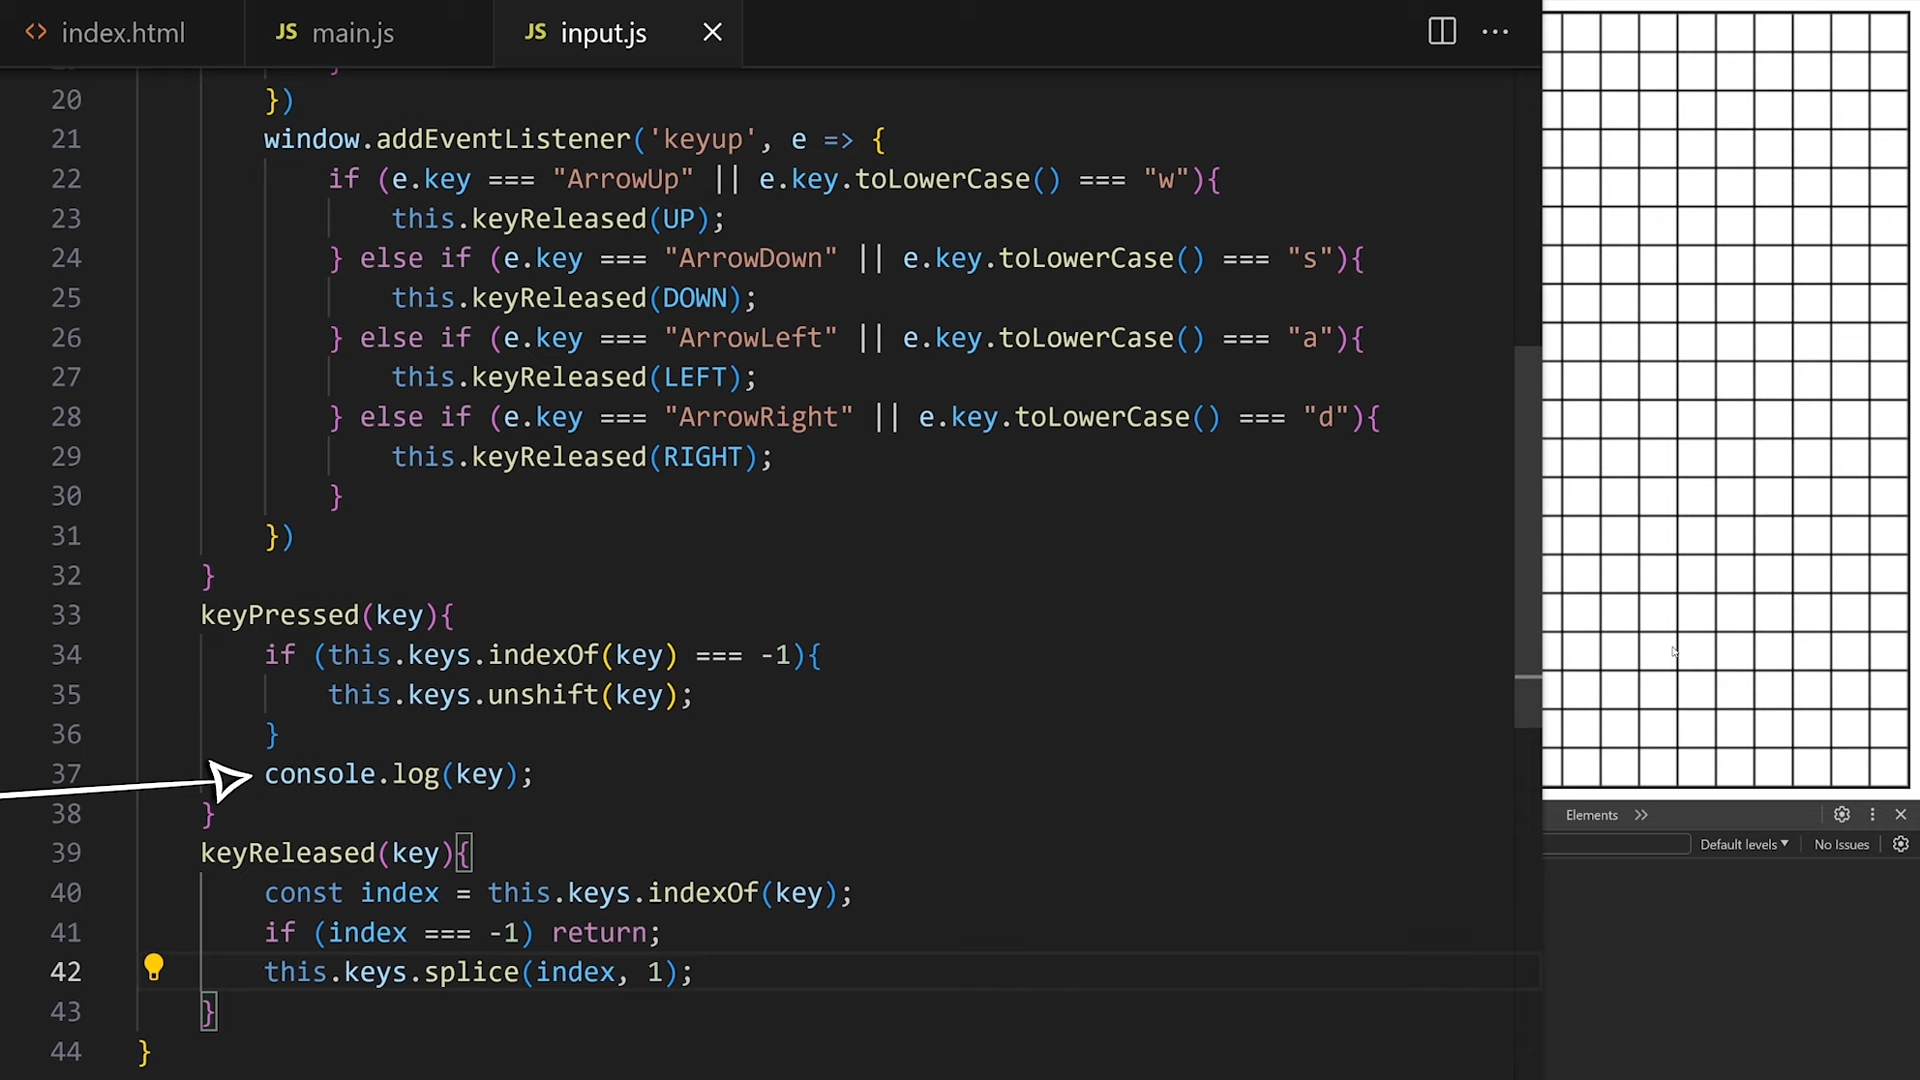 index.html
JS main.js
JS input.js
20 })
21 window.addEventListener('keyup', e => {
22 if (e.key === "ArrowUp" || e.key.toLowerCase() === "w"){
23 this.keyReleased(UP);
24 } else if (e.key === "ArrowDown" || e.key.toLowerCase() === "s"){
25 this.keyReleased(DOWN);
26 } else if (e.key === "ArrowLeft" || e.key.toLowerCase() === "a"){
27 this.keyReleased(LEFT);
28 } else if (e.key === "ArrowRight" || e.key.toLowerCase() === "d"){
29 this.keyReleased(RIGHT);
30 }
31 })
32 }
33 keyPressed(key){
34 if (this.keys.indexOf(key) === -1){
35 this.keys.unshift(key);
36 }
37 console.log(key);
38 }
39 keyReleased(key){
40 const index = this.keys.indexOf(key);
41 if (index === -1) return;
42 this.keys.splice(index, 1);
43 }
44 }
Elements
Default levels
No Issues